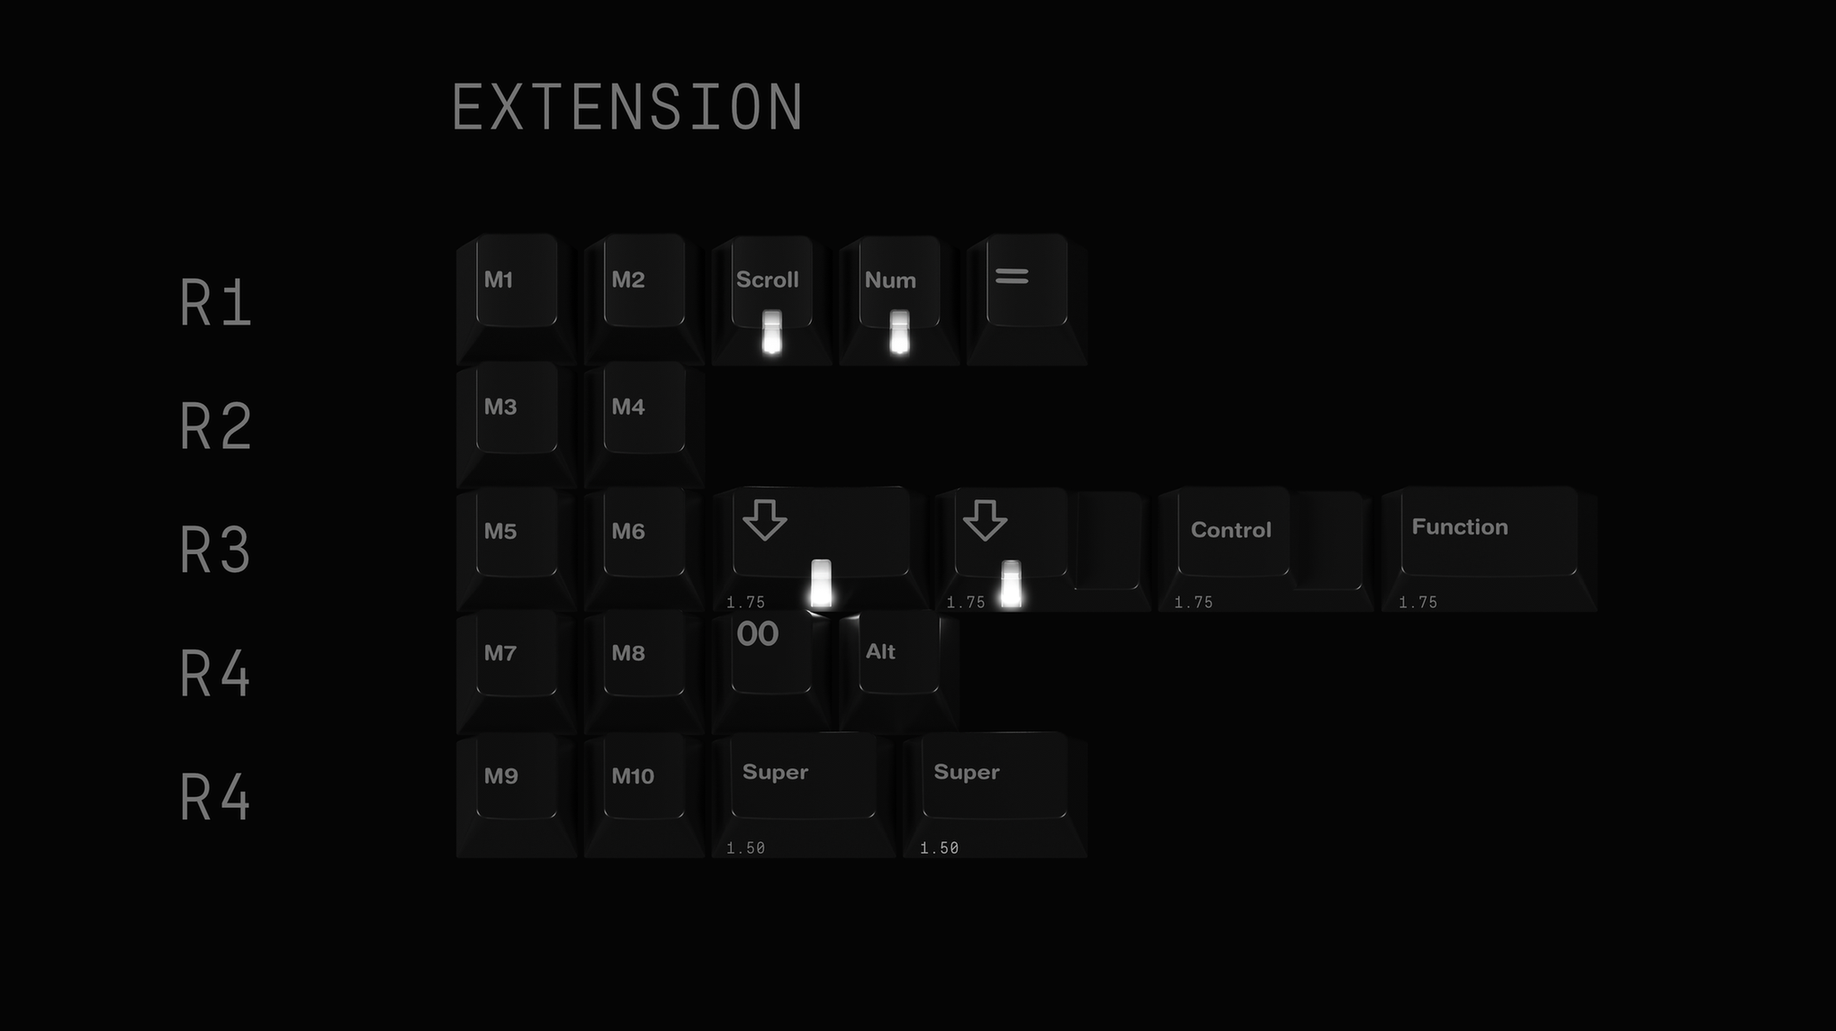 EXTENSION
R1 M1 M2 Scroll Num =
R2 M3 M4
R3 M5 M6 Control Function
1.75 1.75 1.75 1.75
R4 M7 M8 00 Alt
R4 M9 M10 Super Super
1.50 1.50